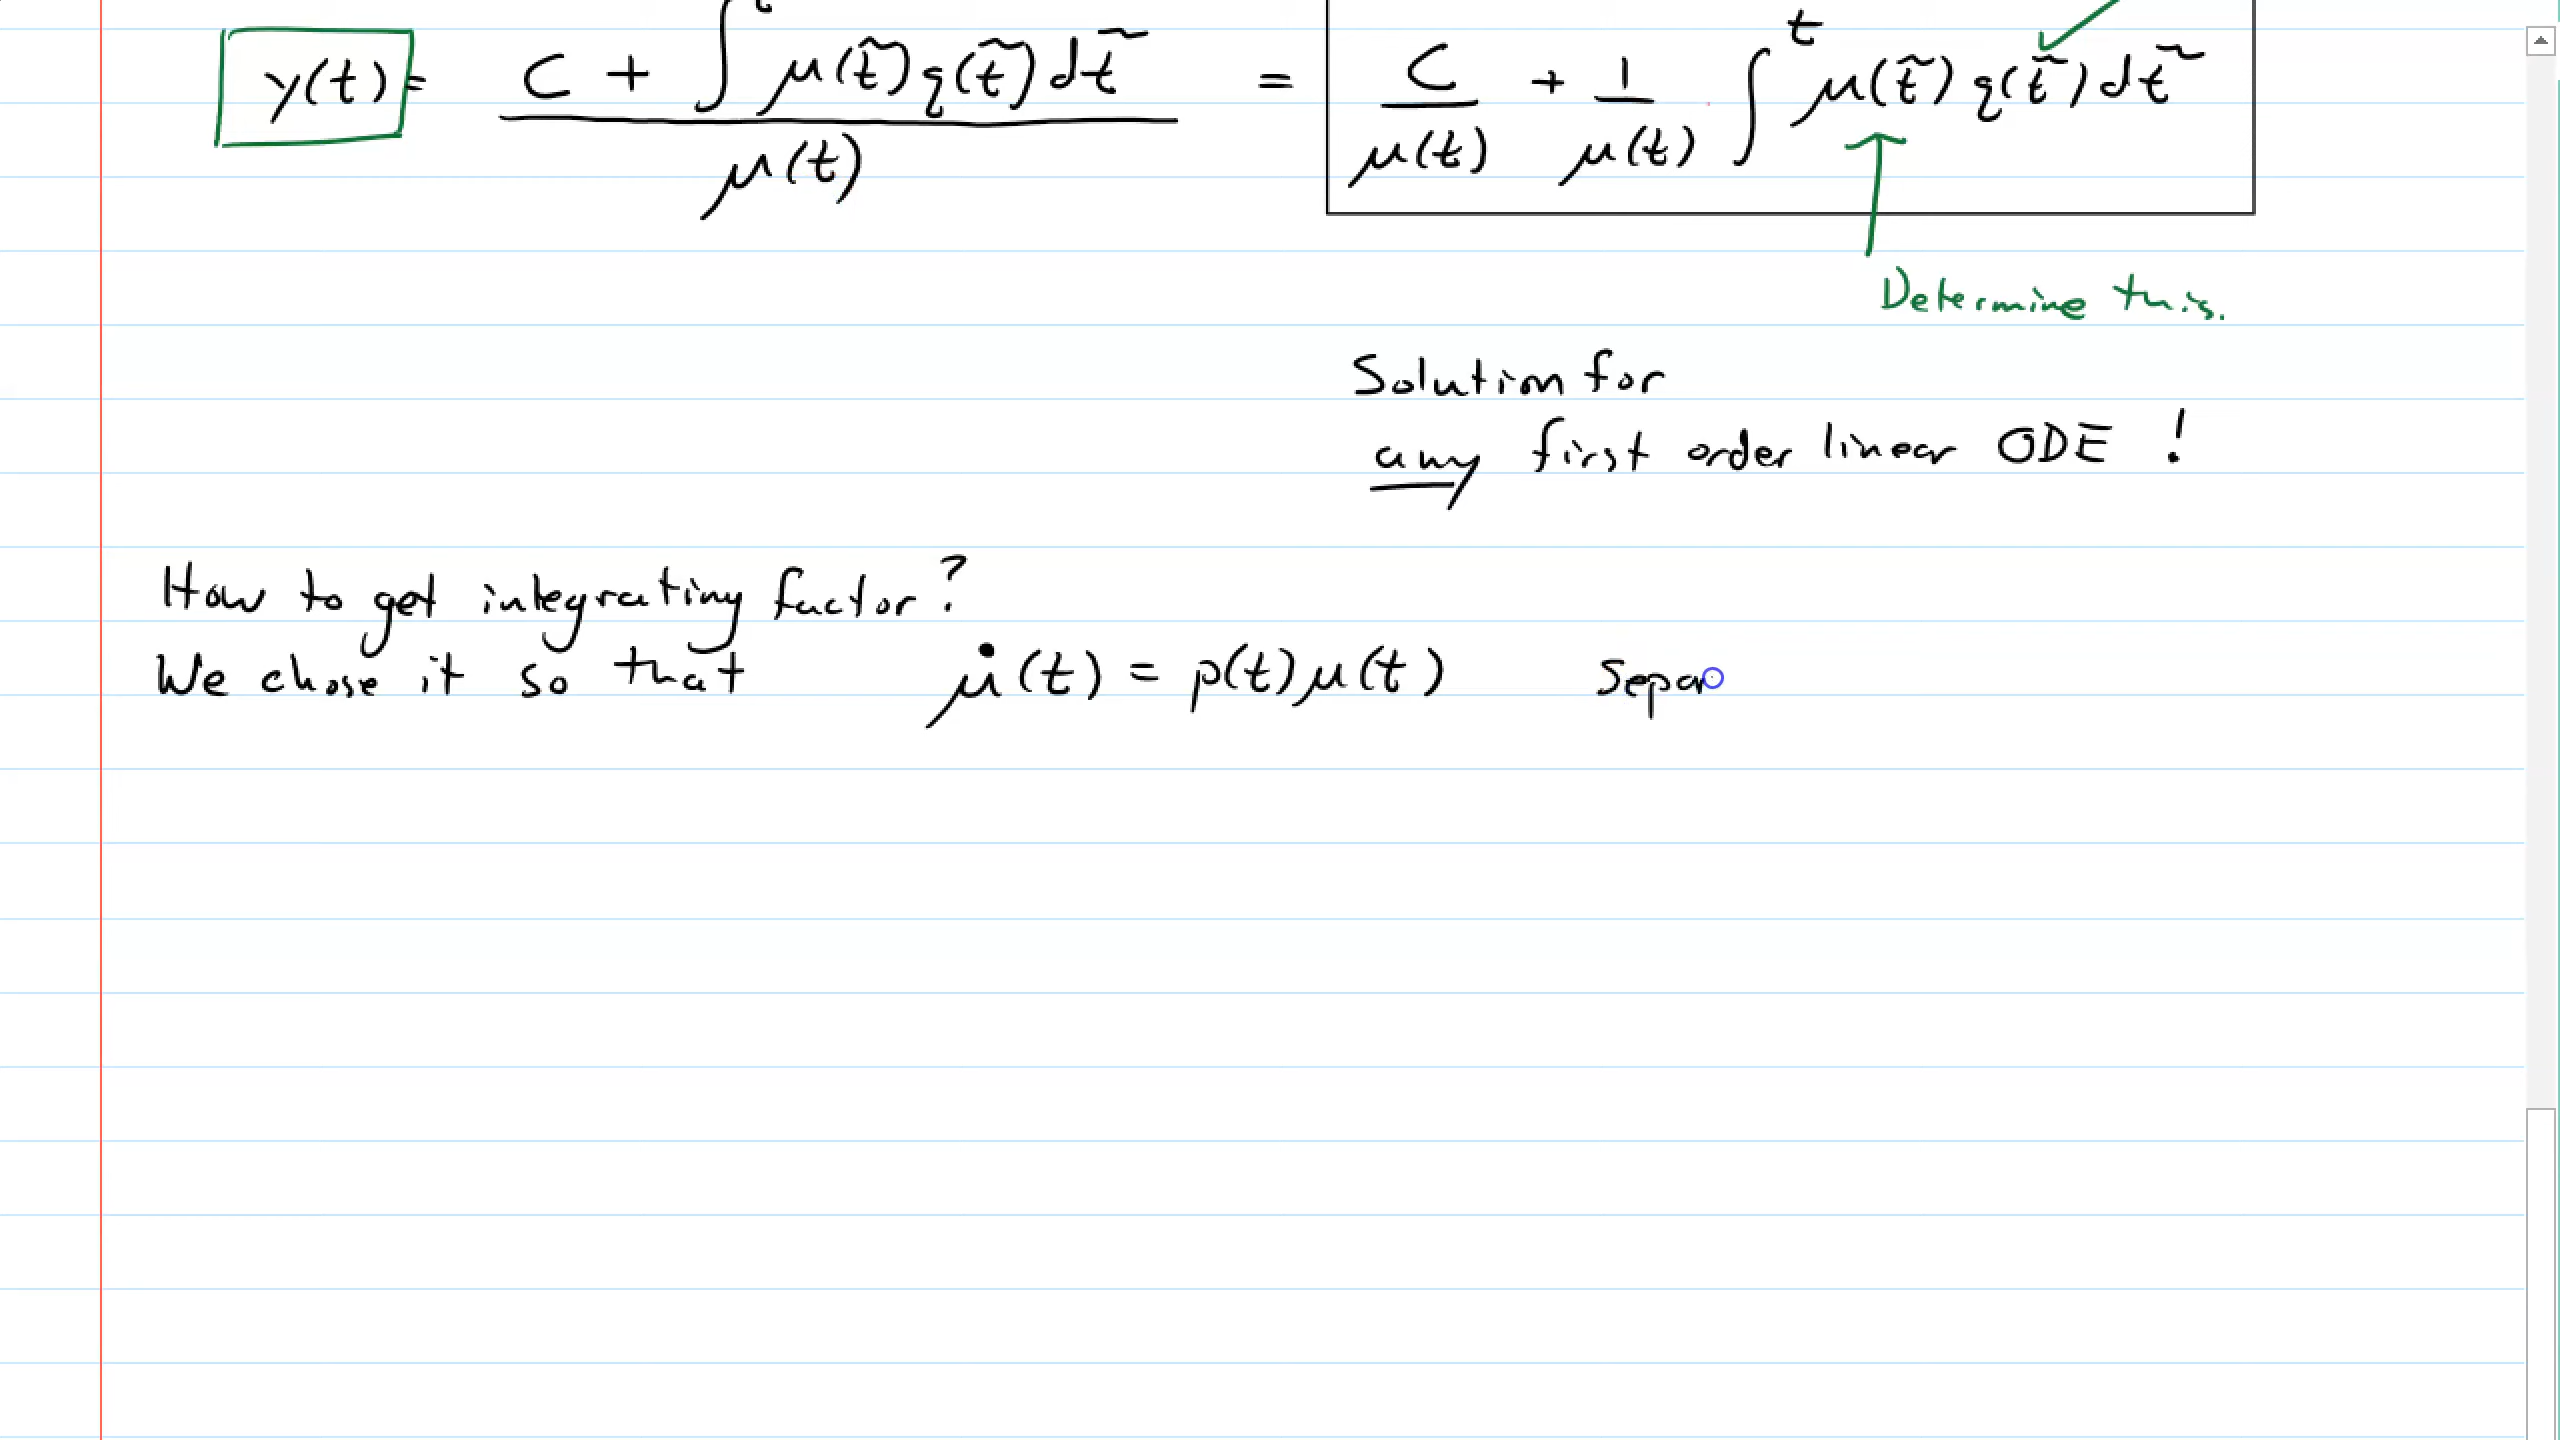 y(t) = (C + ∫^t μ(t̃) q(t̃) dt̃) / μ(t) = C / μ(t) + 1 / μ(t) ∫^t μ(t̃) q(t̃) dt̃
Determine this.
Solution for
any first order linear ODE !
How to get integrating factor?
We chose it so that μ̇(t) = p(t) μ(t) Separ